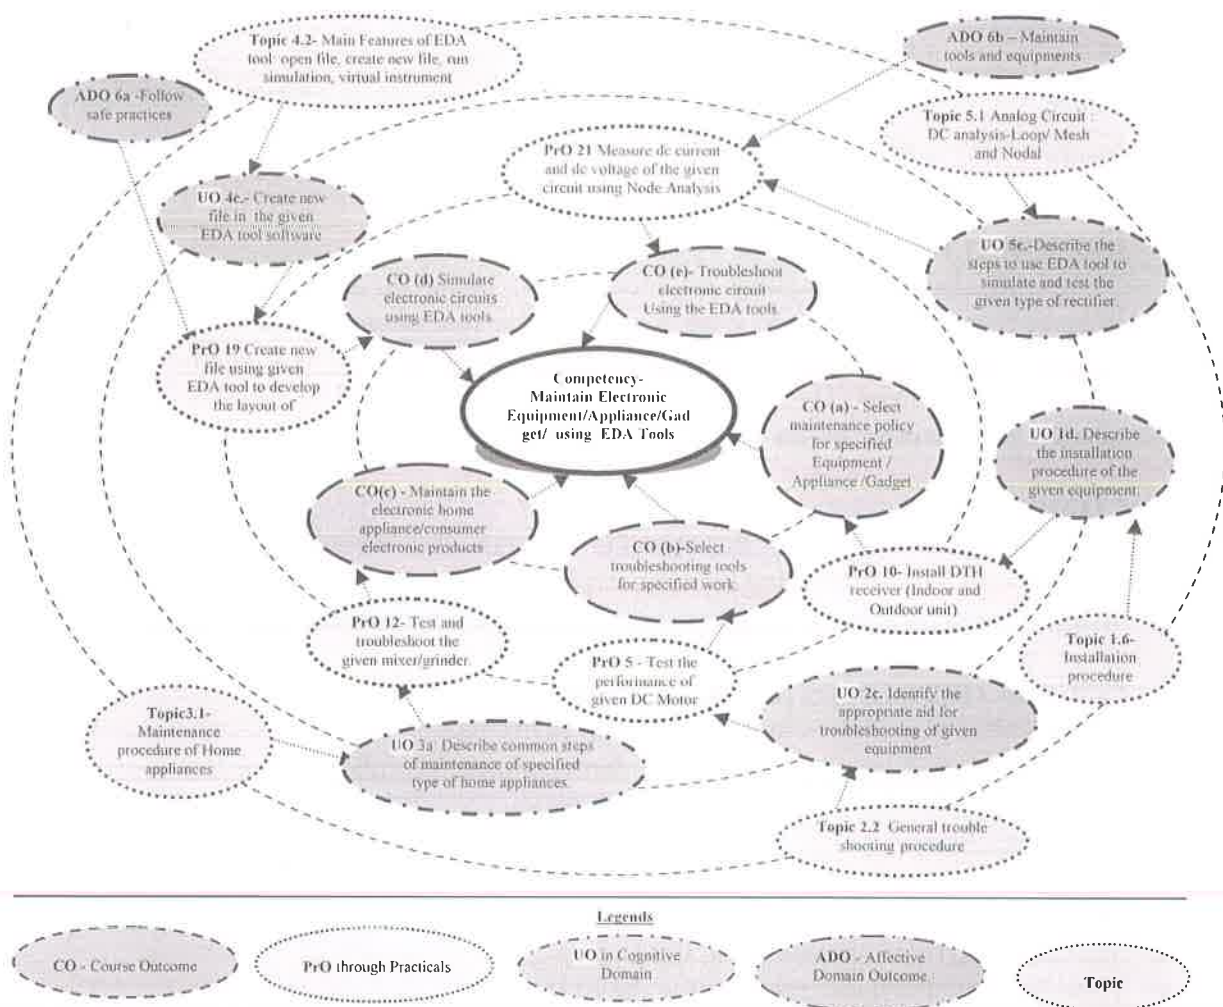 Topic 4.2- Main Features of EDA
tool: open file, create new file, run
simulation, virtual instrument
ADO 6b – Maintain
tools and equipments
ADO 6a -Follow
safe practices
Topic 5.1 Analog Circuit :
DC analysis-Loop/ Mesh
and Nodal
PrO 21 Measure dc current
and dc voltage of the given
circuit using Node Analysis
UO 4c.- Create new
file in the given
EDA tool software
UO 5c.-Describe the
steps to use EDA tool to
simulate and test the
given type of rectifier.
CO (d) Simulate
electronic circuits
using EDA tools.
CO (e)- Troubleshoot
electronic circuit
Using the EDA tools.
PrO 19 Create new
file using given
EDA tool to develop
the layout of
Competency-
Maintain Electronic
Equipment/Appliance/Gad
get/ using EDA Tools
CO (a) - Select
maintenance policy
for specified
Equipment /
Appliance /Gadget
UO 1d. Describe
the installation
procedure of the
given equipment.
CO(c) - Maintain the
electronic home
appliance/consumer
electronic products
CO (b)-Select
troubleshooting tools
for specified work.
PrO 10- Install DTH
receiver (Indoor and
Outdoor unit)
PrO 12- Test and
troubleshoot the
given mixer/grinder.
PrO 5 - Test the
performance of
given DC Motor
Topic 1.6-
Installation
procedure
UO 2c. Identify the
appropriate aid for
troubleshooting of given
equipment
Topic3.1-
Maintenance
procedure of Home
appliances
UO 3a Describe common steps
of maintenance of specified
type of home appliances.
Topic 2.2 General trouble
shooting procedure
Legends
CO - Course Outcome
PrO through Practicals
UO in Cognitive
Domain
ADO - Affective
Domain Outcome
Topic